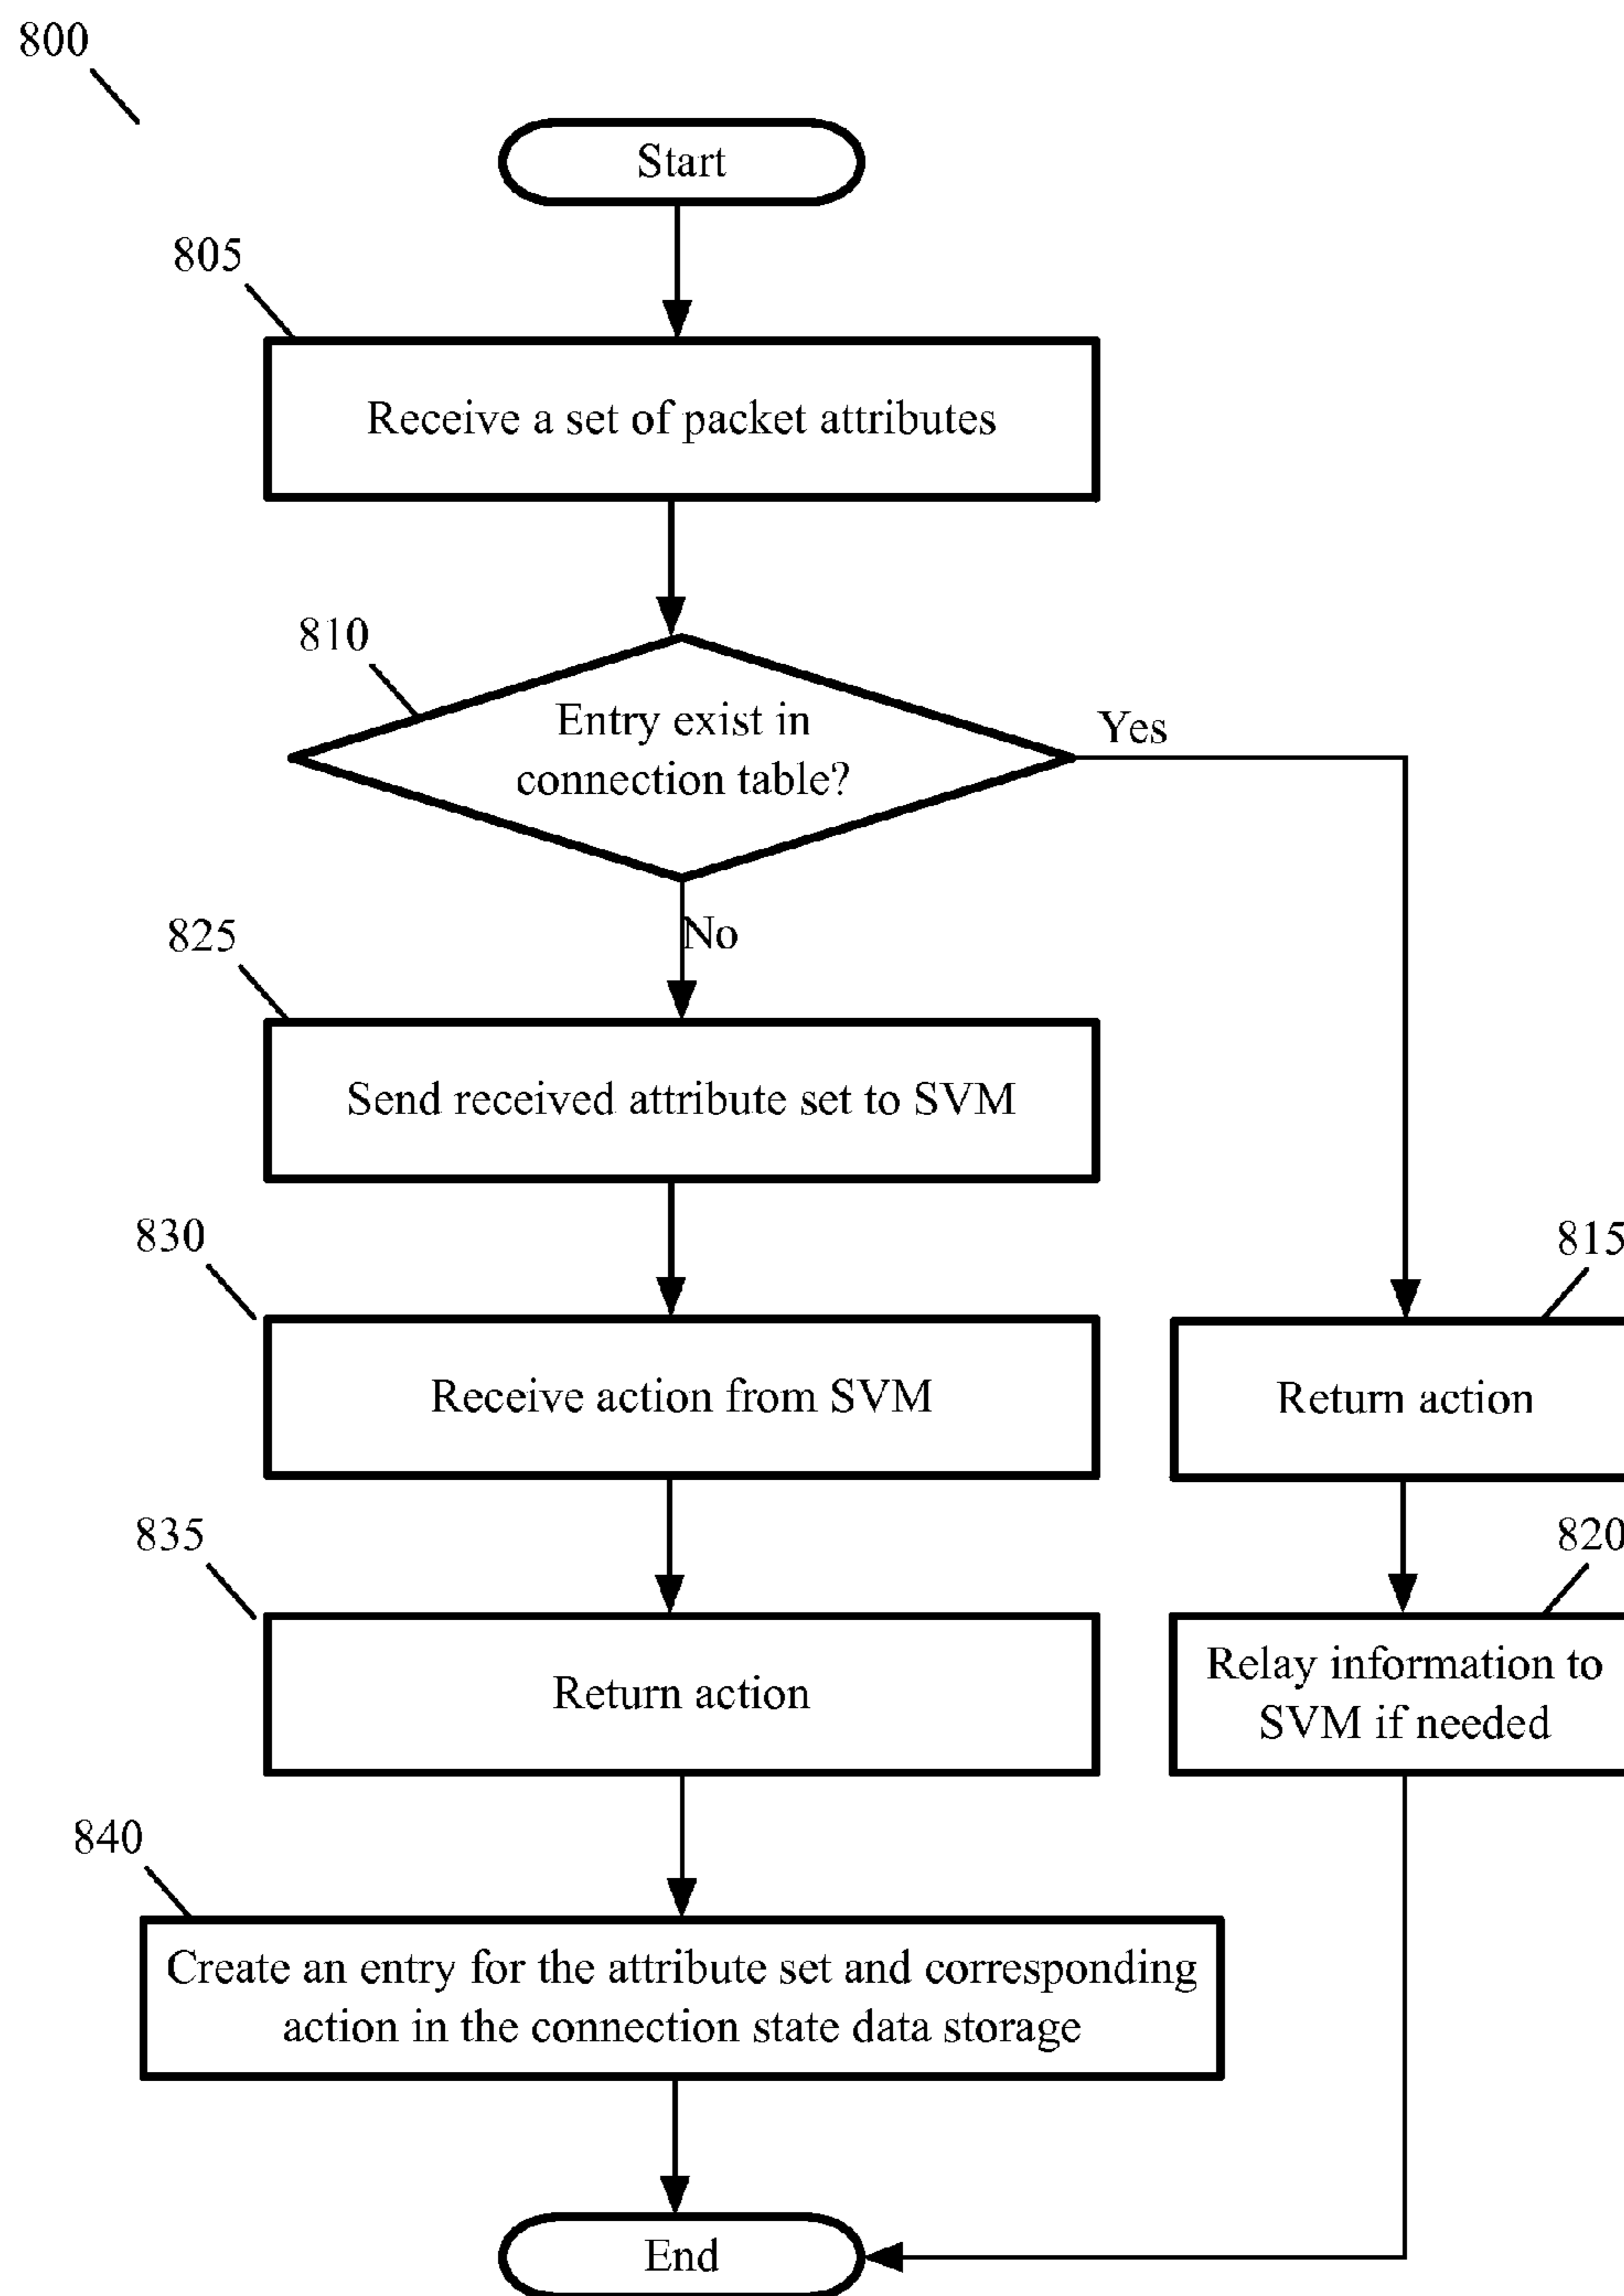 800
Start
805
Receive a set of packet attributes
810
Entry exist in
connection table?
Yes
No
825
Send received attribute set to SVM
830
815
Receive action from SVM
Return action
835
820
Return action
Relay information to
SVM if needed
840
Create an entry for the attribute set and corresponding
action in the connection state data storage
End